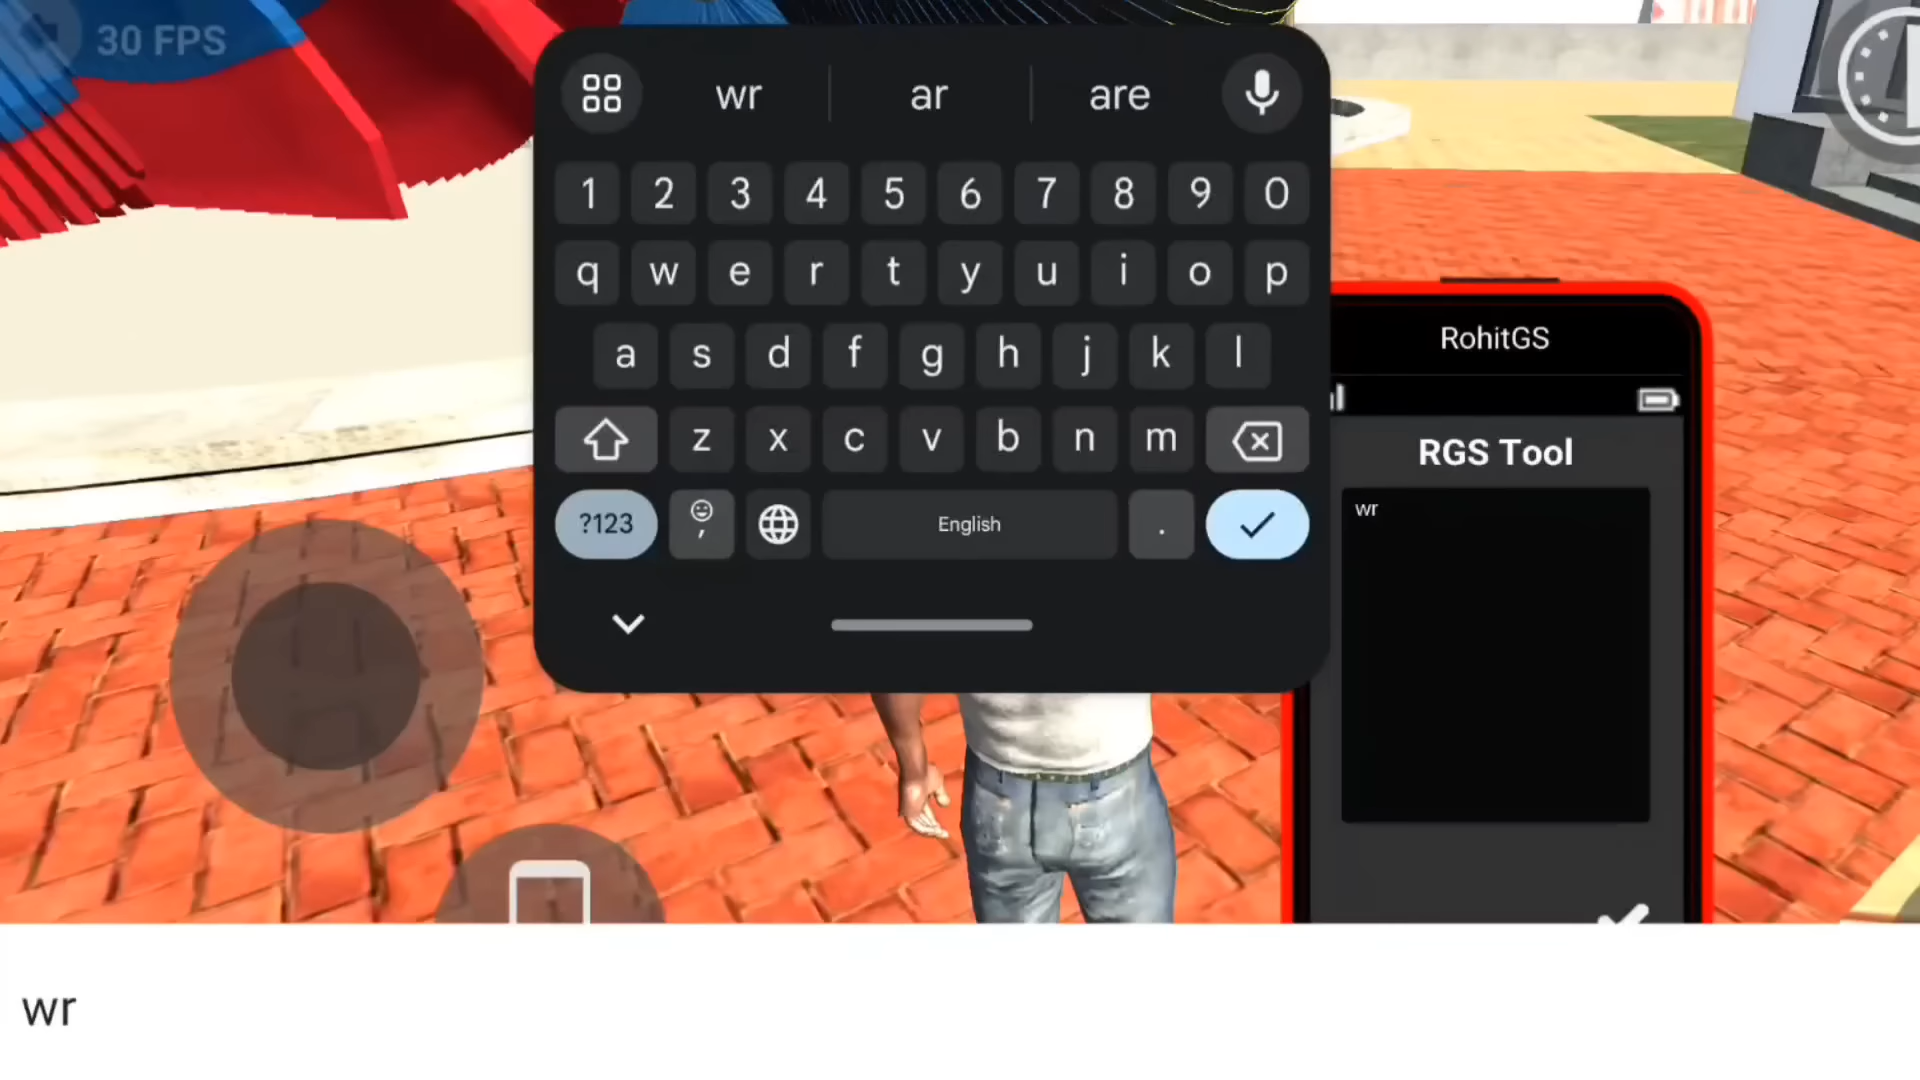 30 FPS
wr ar are
1 2 3 4 5 6 7 8 9 0
q w e r t y u i o p
a s d f g h j k l
z x c v b n m
?123 , English .
RohitGS
RGS Tool
wr
wr